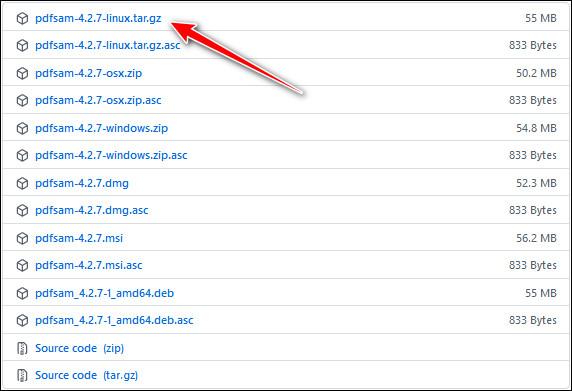 pdfsam-4.2.7-linux.tar.gz 55 MB
pdfsam-4.2.7-linux.tar.gz.asc 833 Bytes
pdfsam-4.2.7-osx.zip 50.2 MB
pdfsam-4.2.7-osx.zip.asc 833 Bytes
pdfsam-4.2.7-windows.zip 54.8 MB
pdfsam-4.2.7-windows.zip.asc 833 Bytes
pdfsam-4.2.7.dmg 52.3 MB
pdfsam-4.2.7.dmg.asc 833 Bytes
pdfsam-4.2.7.msi 56.2 MB
pdfsam-4.2.7.msi.asc 833 Bytes
pdfsam_4.2.7-1_amd64.deb 55 MB
pdfsam_4.2.7-1_amd64.deb.asc 833 Bytes
Source code (zip)
Source code (tar.gz)